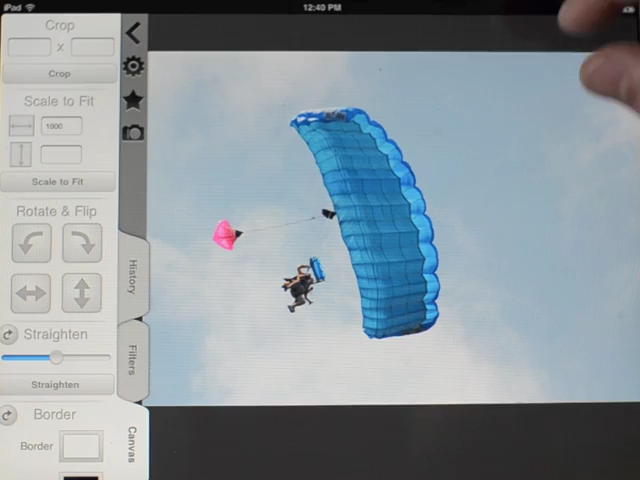 iPad
12:40 PM
Crop
x
Crop
Scale to Fit
1000
Scale to Fit
Rotate & Flip
Straighten
Straighten
Border
Border
History
Filters
Canvas